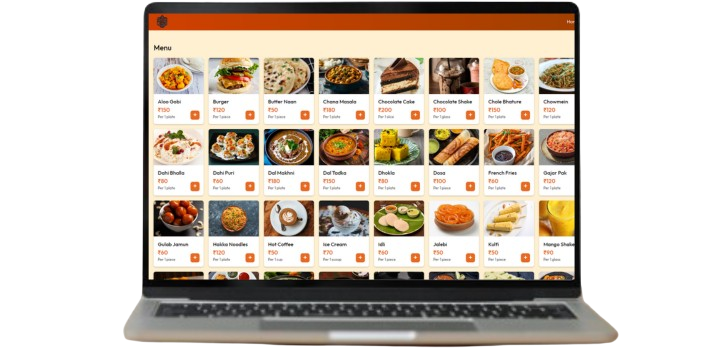 Menu
Aloo Gobi
₹150
Per 1 plate
Burger
₹120
Per 1 piece
Butter Naan
₹50
Per 1 piece
Chana Masala
₹180
Per 1 plate
Chocolate Cake
₹200
Per 1 slice
Chocolate Shake
₹100
Per 1 glass
Chole Bhature
₹150
Per 1 plate
Chowmein
₹120
Per 1 plate
Dahi Bhalla
₹80
Per 1 plate
Dahi Puri
₹60
Per 1 plate
Dal Makhni
₹180
Per 1 plate
Dal Tadka
₹150
Per 1 plate
Dhokla
₹80
Per 1 plate
Dosa
₹100
Per 1 piece
French Fries
₹60
Per 1 plate
Gajar Pak
₹120
Per 1 plate
Gulab Jamun
₹60
Per 1 piece
Hakka Noodles
₹120
Per 1 plate
Hot Coffee
₹50
Per 1 cup
Ice Cream
₹70
Per 1 scoop
Idli
₹60
Per 1 plate
Jalebi
₹50
Per 1 plate
Kulfi
₹50
Per 1 piece
Mango Shake
₹90
Per 1 glass